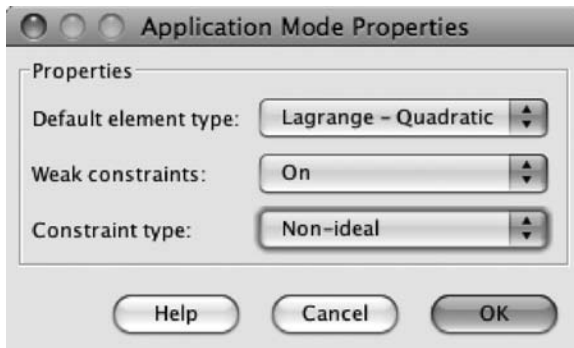 Application Mode Properties
Properties
Default element type: Lagrange - Quadratic
Weak constraints: On
Constraint type: Non-ideal
Help Cancel OK